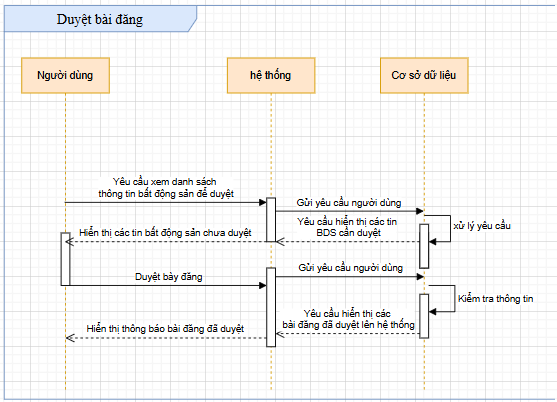 Duyệt bài đăng
Người dùng
hệ thống
Cơ sở dữ liệu
Yêu cầu xem danh sách
thông tin bất động sản để duyệt
Gửi yêu cầu người dùng
Yêu cầu hiển thị các tin
BDS cần duyệt
xử lý yêu cầu
Hiển thị các tin bất động sản chưa duyệt
Gửi yêu cầu người dùng
Duyệt bày đăng
Kiểm tra thông tin
Yêu cầu hiển thị các
bài đăng đã duyệt lên hệ thống
Hiển thị thông báo bài đăng đã duyệt